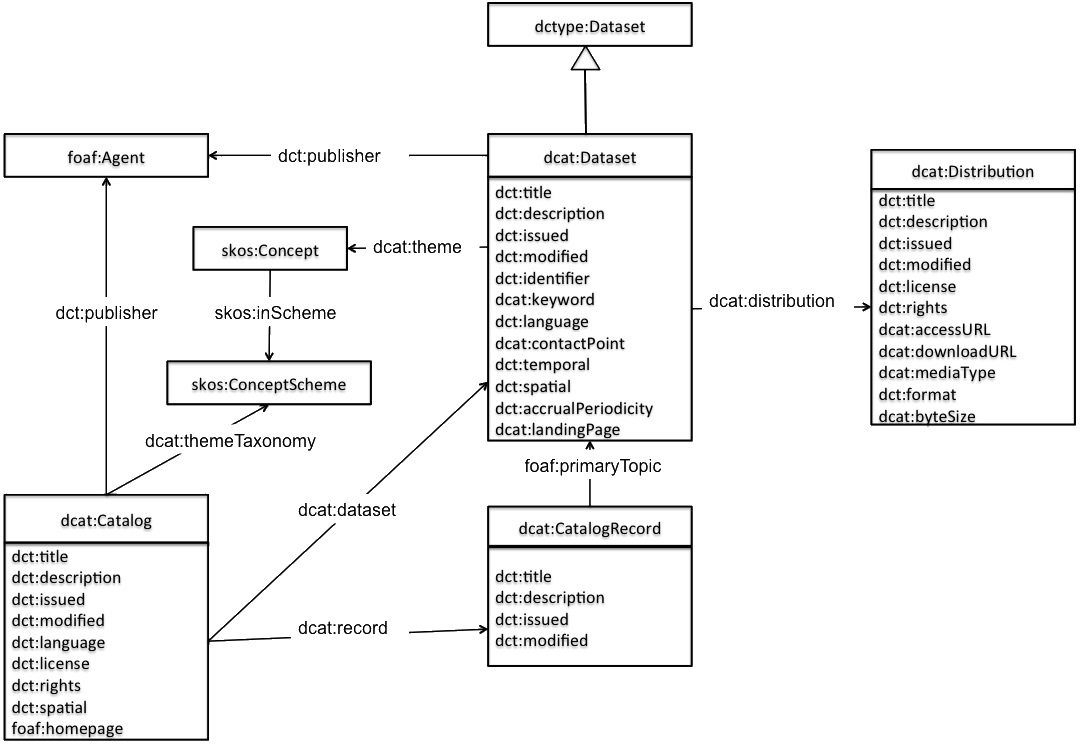 dctype:Dataset
foaf:Agent
dct:publisher
dcat:Dataset
dct:title
dct:description
dct:issued
dct:modified
dct:identifier
dcat:keyword
dct:language
dcat:contactPoint
dct:temporal
dct:spatial
dct:accrualPeriodicity
dcat:landingPage
dcat:Distribution
dct:title
dct:description
dct:issued
dct:modified
dct:license
dct:rights
dcat:accessURL
dcat:downloadURL
dcat:mediaType
dct:format
dcat:byteSize
skos:Concept
dcat:theme
dcat:distribution
dct:publisher
skos:inScheme
skos:ConceptScheme
dcat:themeTaxonomy
foaf:primaryTopic
dcat:dataset
dcat:Catalog
dct:title
dct:description
dct:issued
dct:modified
dct:language
dct:license
dct:rights
dct:spatial
foaf:homepage
dcat:record
dcat:CatalogRecord
dct:title
dct:description
dct:issued
dct:modified